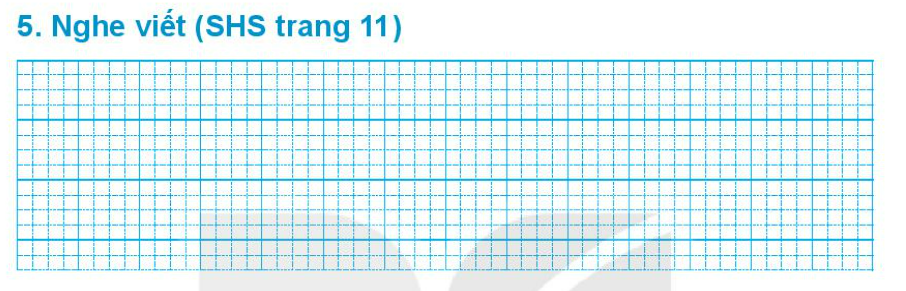 5. Nghe viết (SHS trang 11)